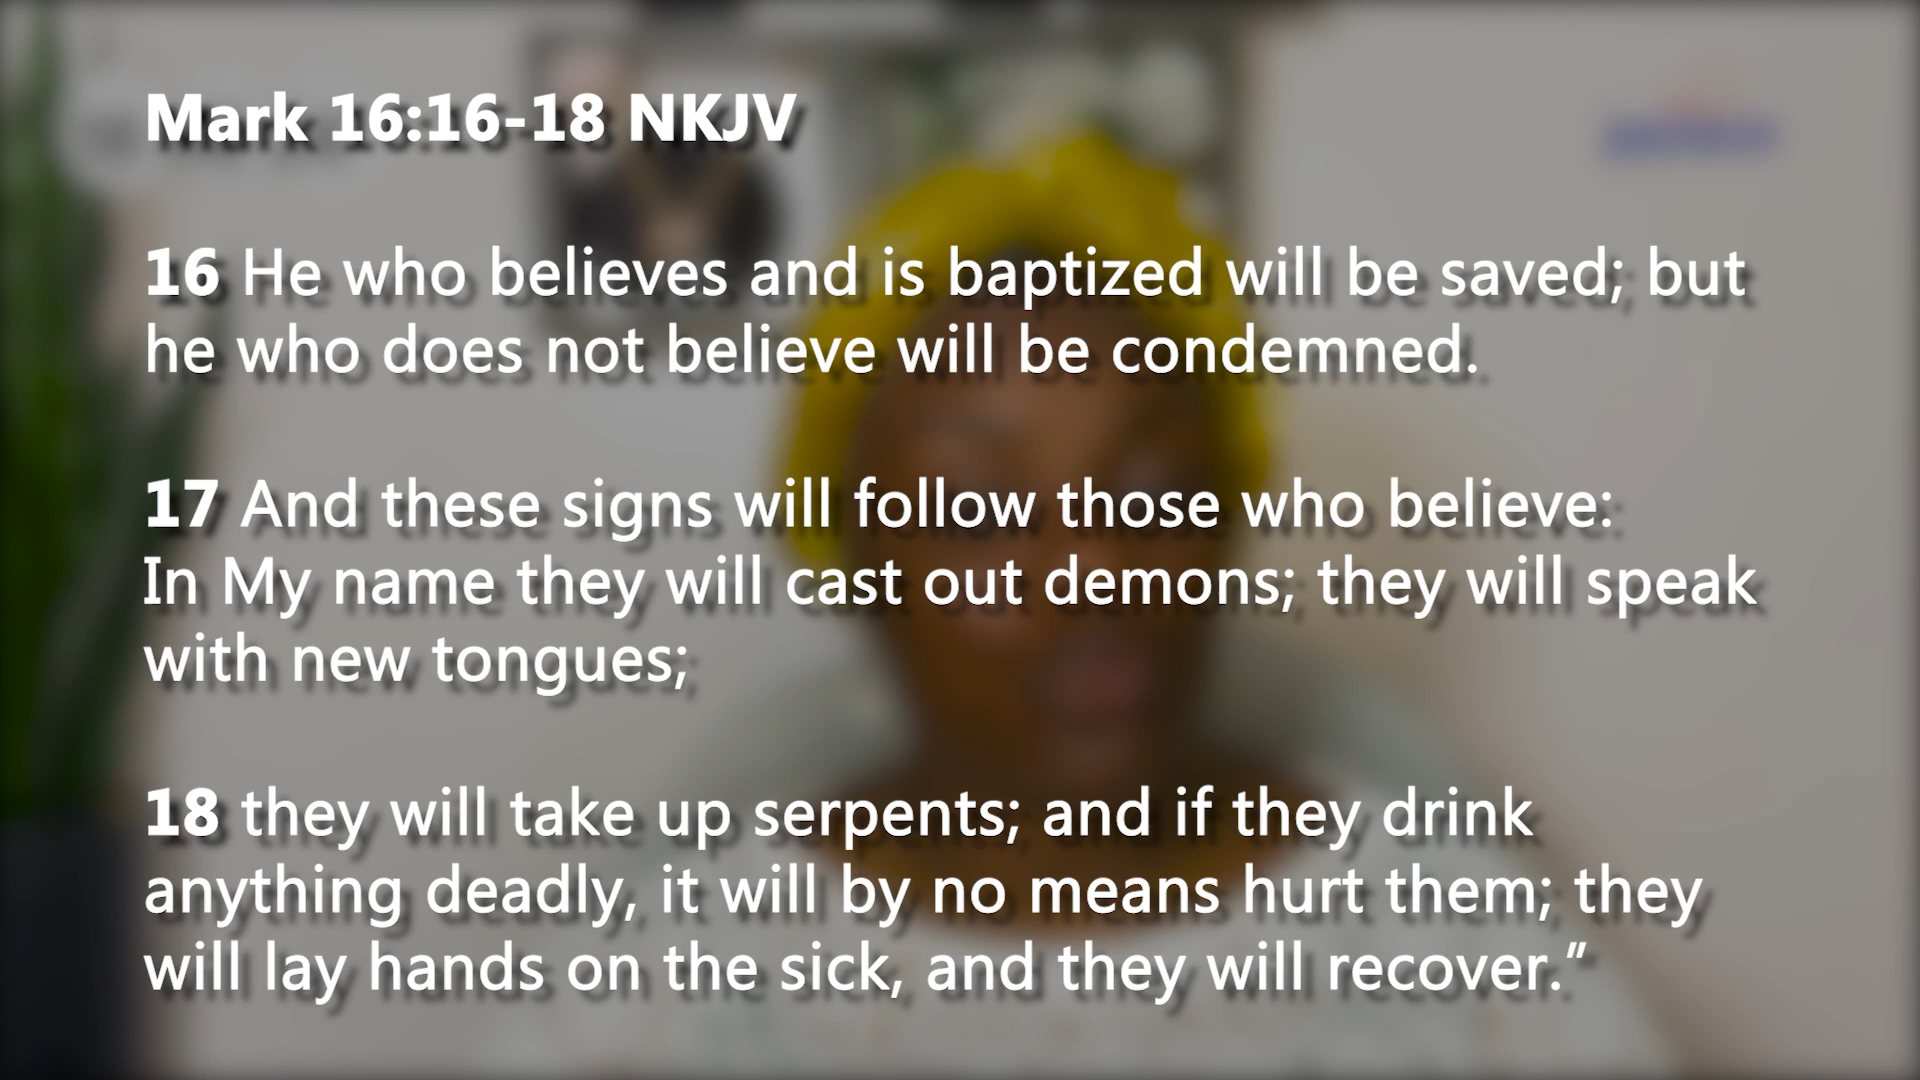 Mark 16:16-18 NKJV
16 He who believes and is baptized will be saved; but
he who does not believe will be condemned.
17 And these signs will follow those who believe:
In My name they will cast out demons; they will speak
with new tongues;
18 they will take up serpents; and if they drink
anything deadly, it will by no means hurt them; they
will lay hands on the sick, and they will recover.”